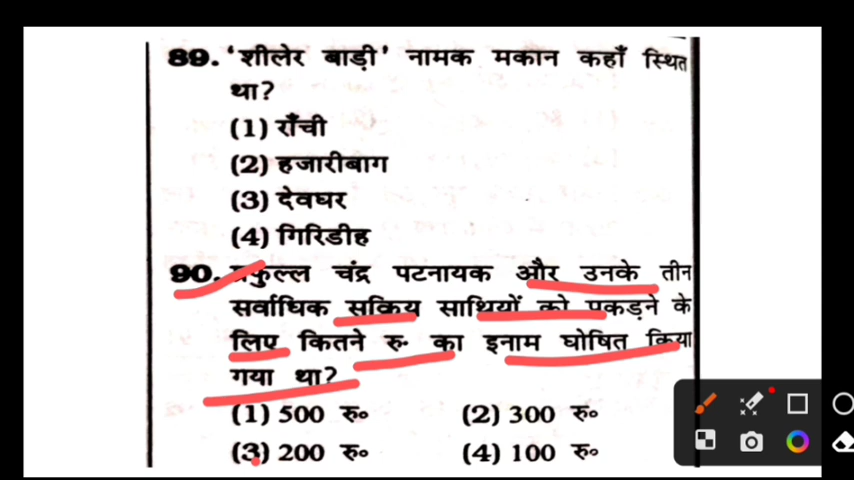 89. ‘शीलेर बाड़ी’ नामक मकान कहाँ स्थित
था?
(1) राँची
(2) हजारीबाग
(3) देवघर
(4) गिरिडीह
90. प्रफुल्ल चंद्र पटनायक और उनके तीन
सर्वाधिक सक्रिय साथियों को पकड़ने के
लिए कितने रु० का इनाम घोषित किया
गया था?
(1) 500 रु० (2) 300 रु०
(3) 200 रु० (4) 100 रु०